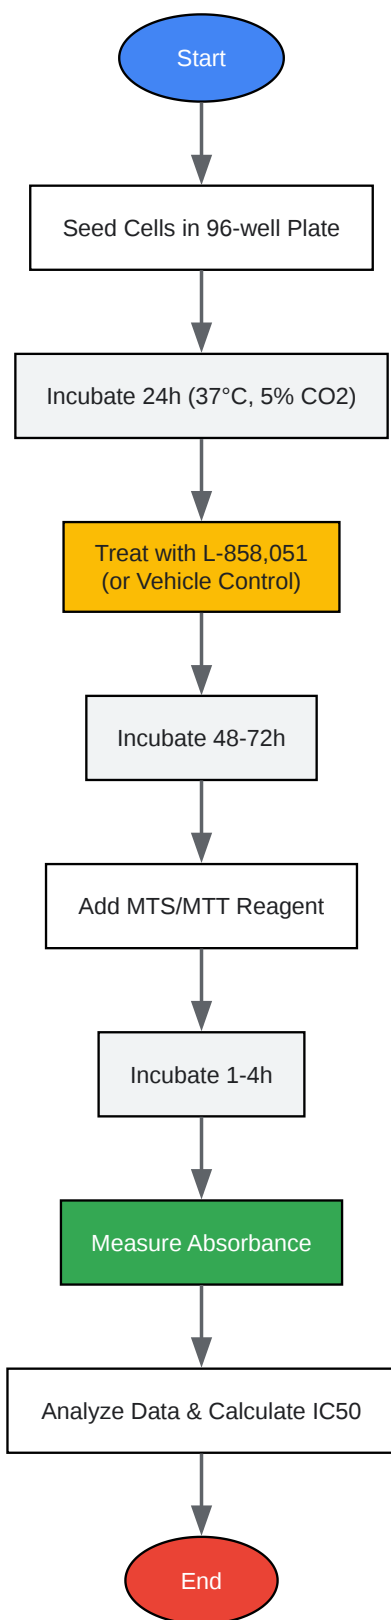 Start
Seed Cells in 96-well Plate
Incubate 24h (37°C, 5% CO2)
Treat with L-858,051
(or Vehicle Control)
Incubate 48-72h
Add MTS/MTT Reagent
Incubate 1-4h
Measure Absorbance
Analyze Data & Calculate IC50
End